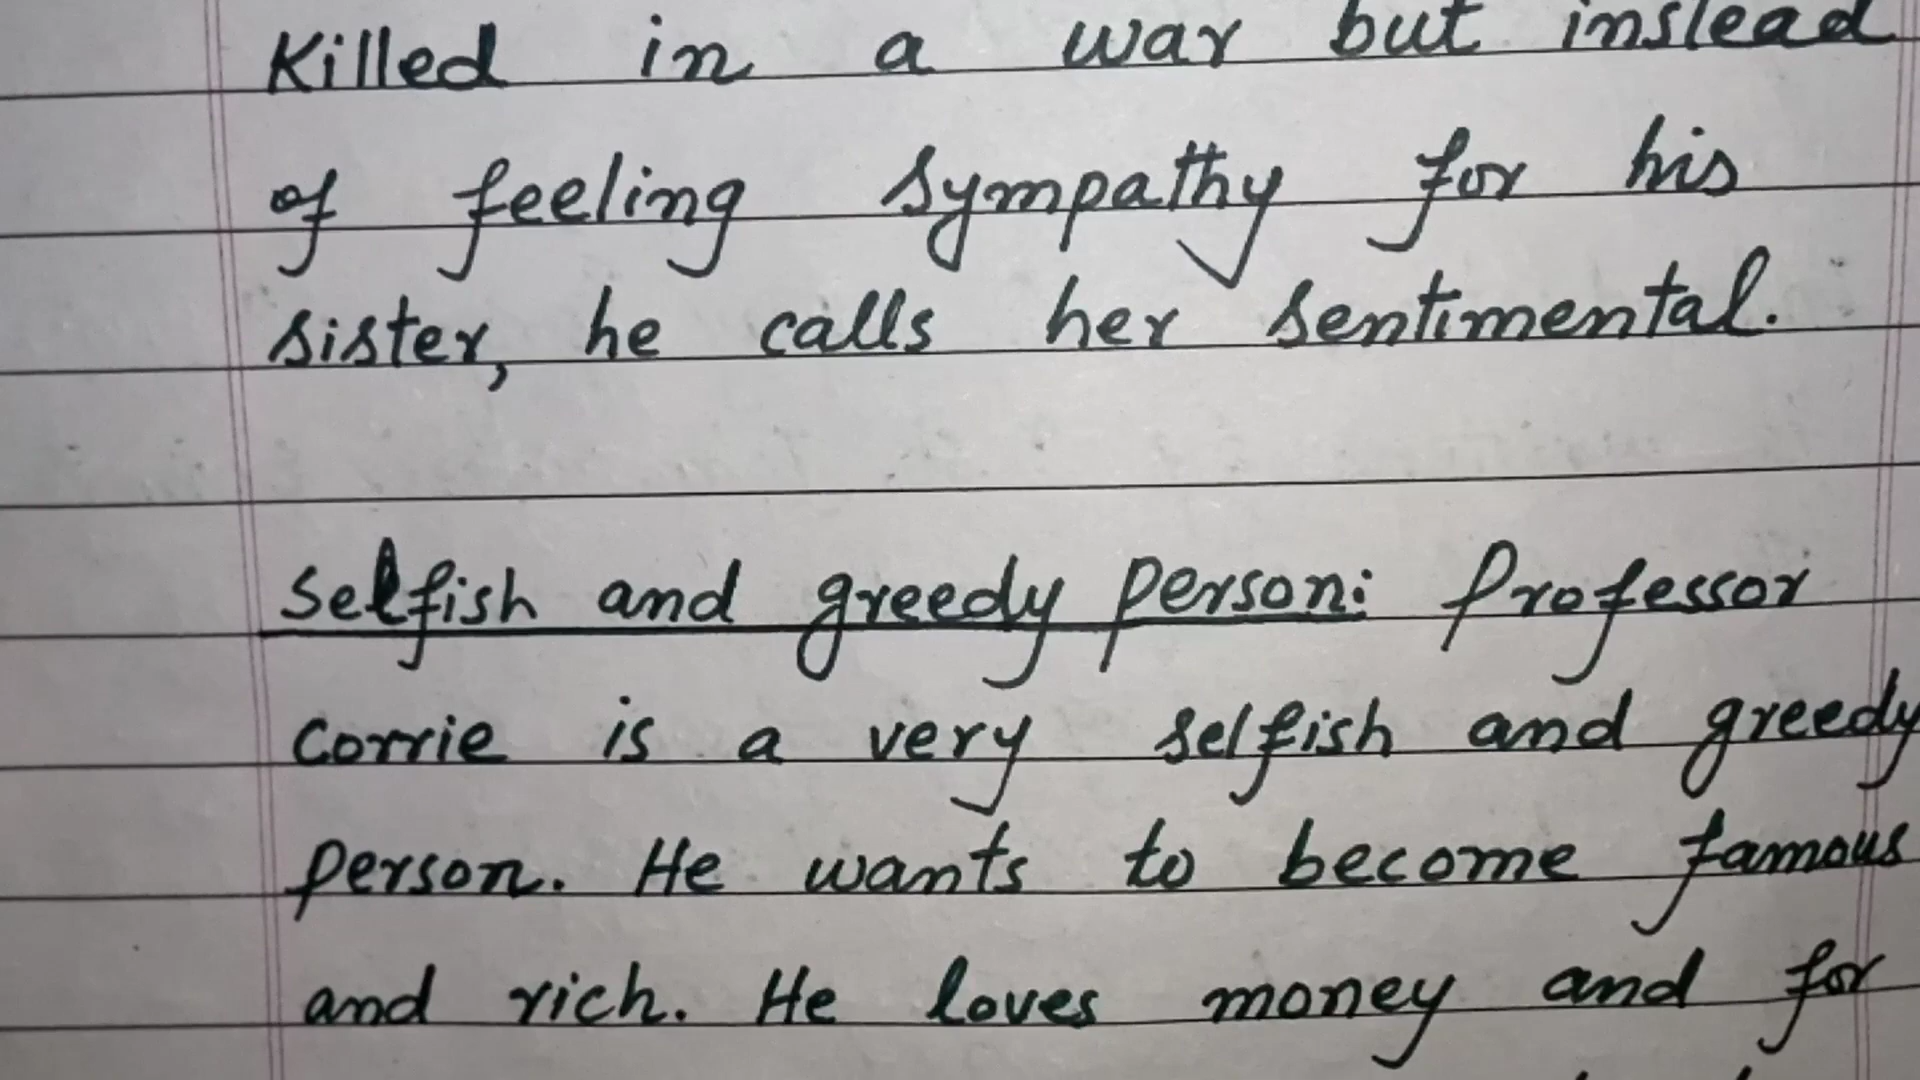 Killed in a war but instead
of feeling sympathy for his
sister, he calls her sentimental.
Selfish and greedy person: Professor
Corrie is a very selfish and greedy
person. He wants to become famous
and rich. He loves money and for